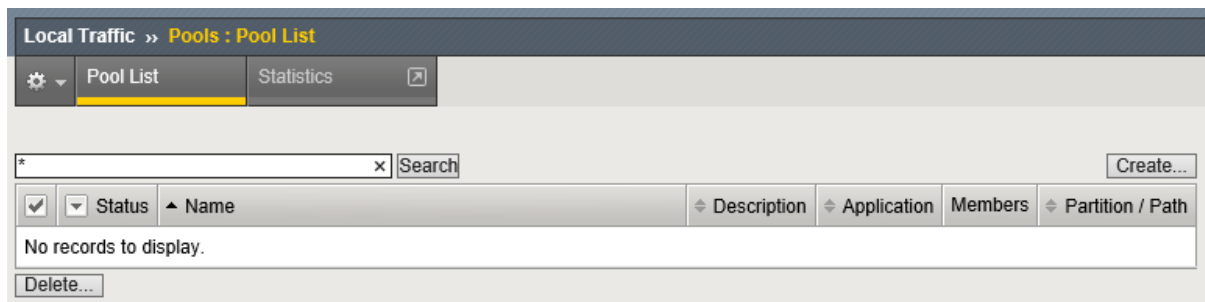 Local Traffic » Pools : Pool List
Pool List Statistics
* × Search Create...
Status Name Description Application Members Partition / Path
No records to display.
Delete...